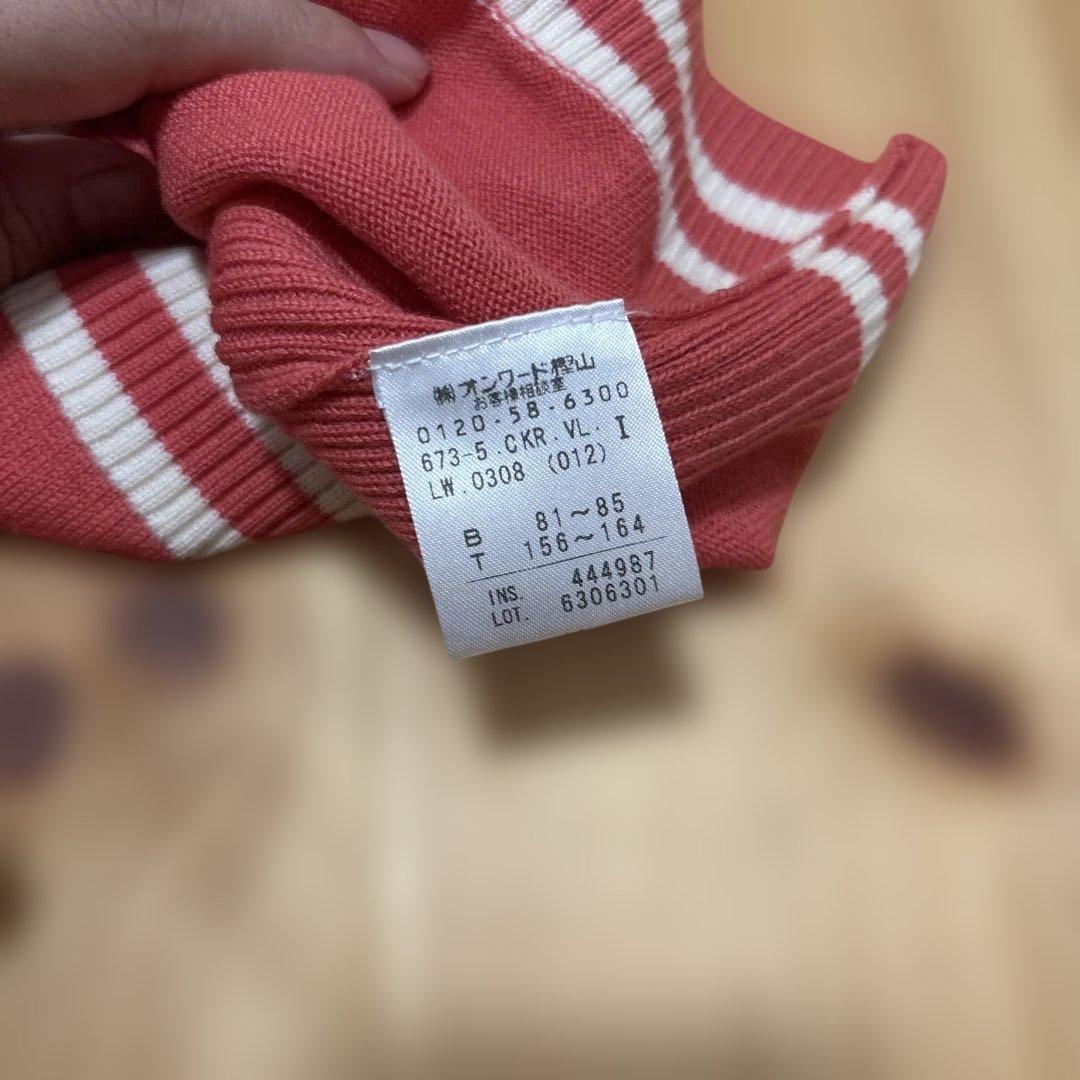 ㈱オンワード樫山
お客様相談室
0120-58-6300
673-5.CKR.VL. I
LW.0308 (012)
B 81～85
T 156～164
INS. 444987
LOT. 6306301